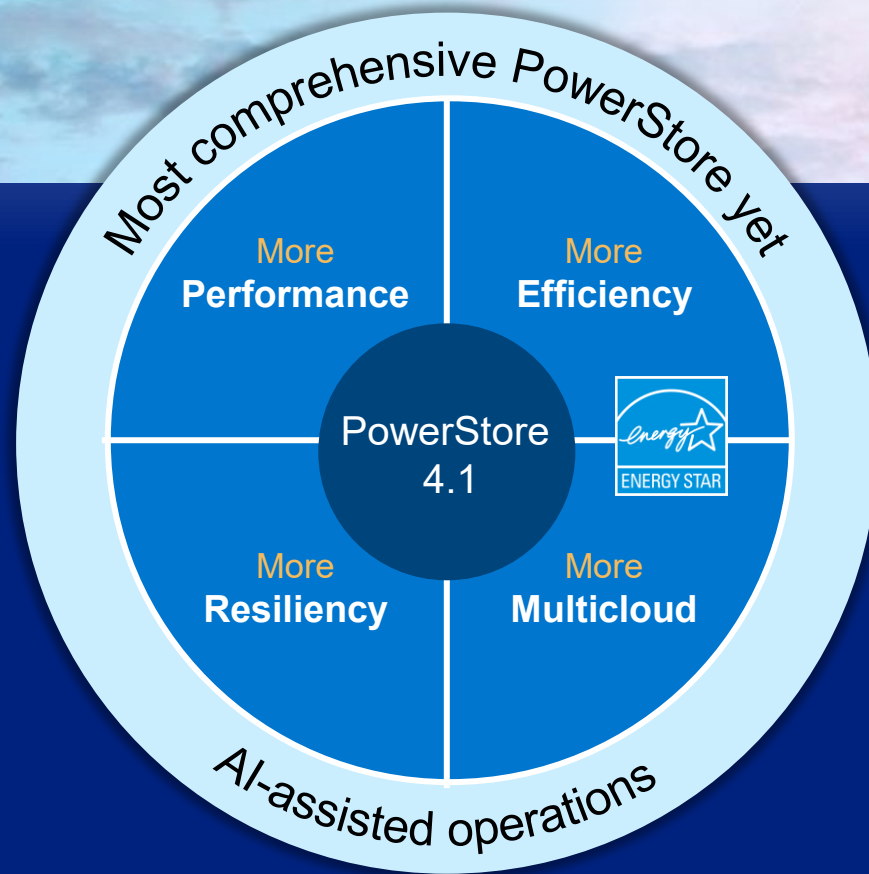 Most comprehensive PowerStore yet
More
Performance
More
Efficiency
energy
ENERGY STAR
PowerStore
4.1
More
Resiliency
More
Multicloud
AI-assisted operations